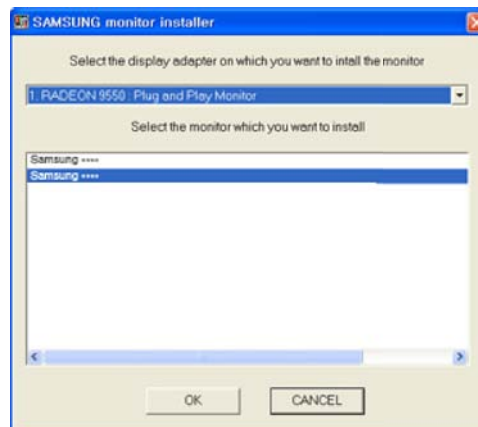 SAMSUNG monitor installer
Select the display adapter on which you want to intall the monitor
1. RADEON 9550 : Plug and Play Monitor
Select the monitor which you want to install
Samsung ****
Samsung ****
OK
CANCEL